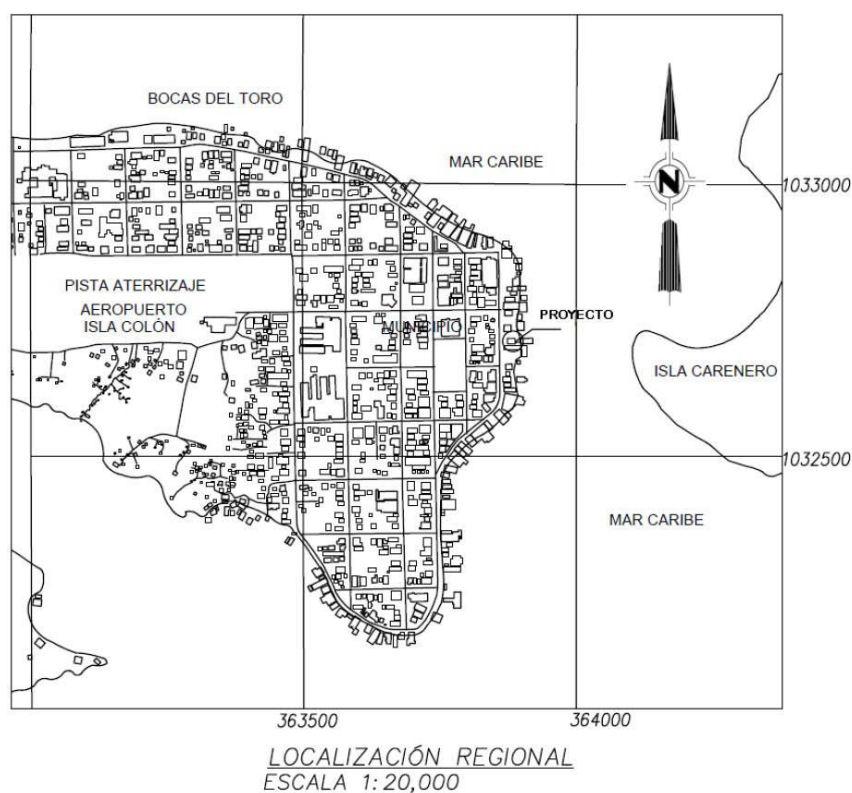 BOCAS DEL TORO
MAR CARIBE
1033000
N
PISTA ATERRIZAJE
AEROPUERTO
ISLA COLÓN
MUNICIPIO
PROYECTO
ISLA CARENERO
1032500
MAR CARIBE
363500
364000
LOCALIZACIÓN REGIONAL
ESCALA 1:20,000